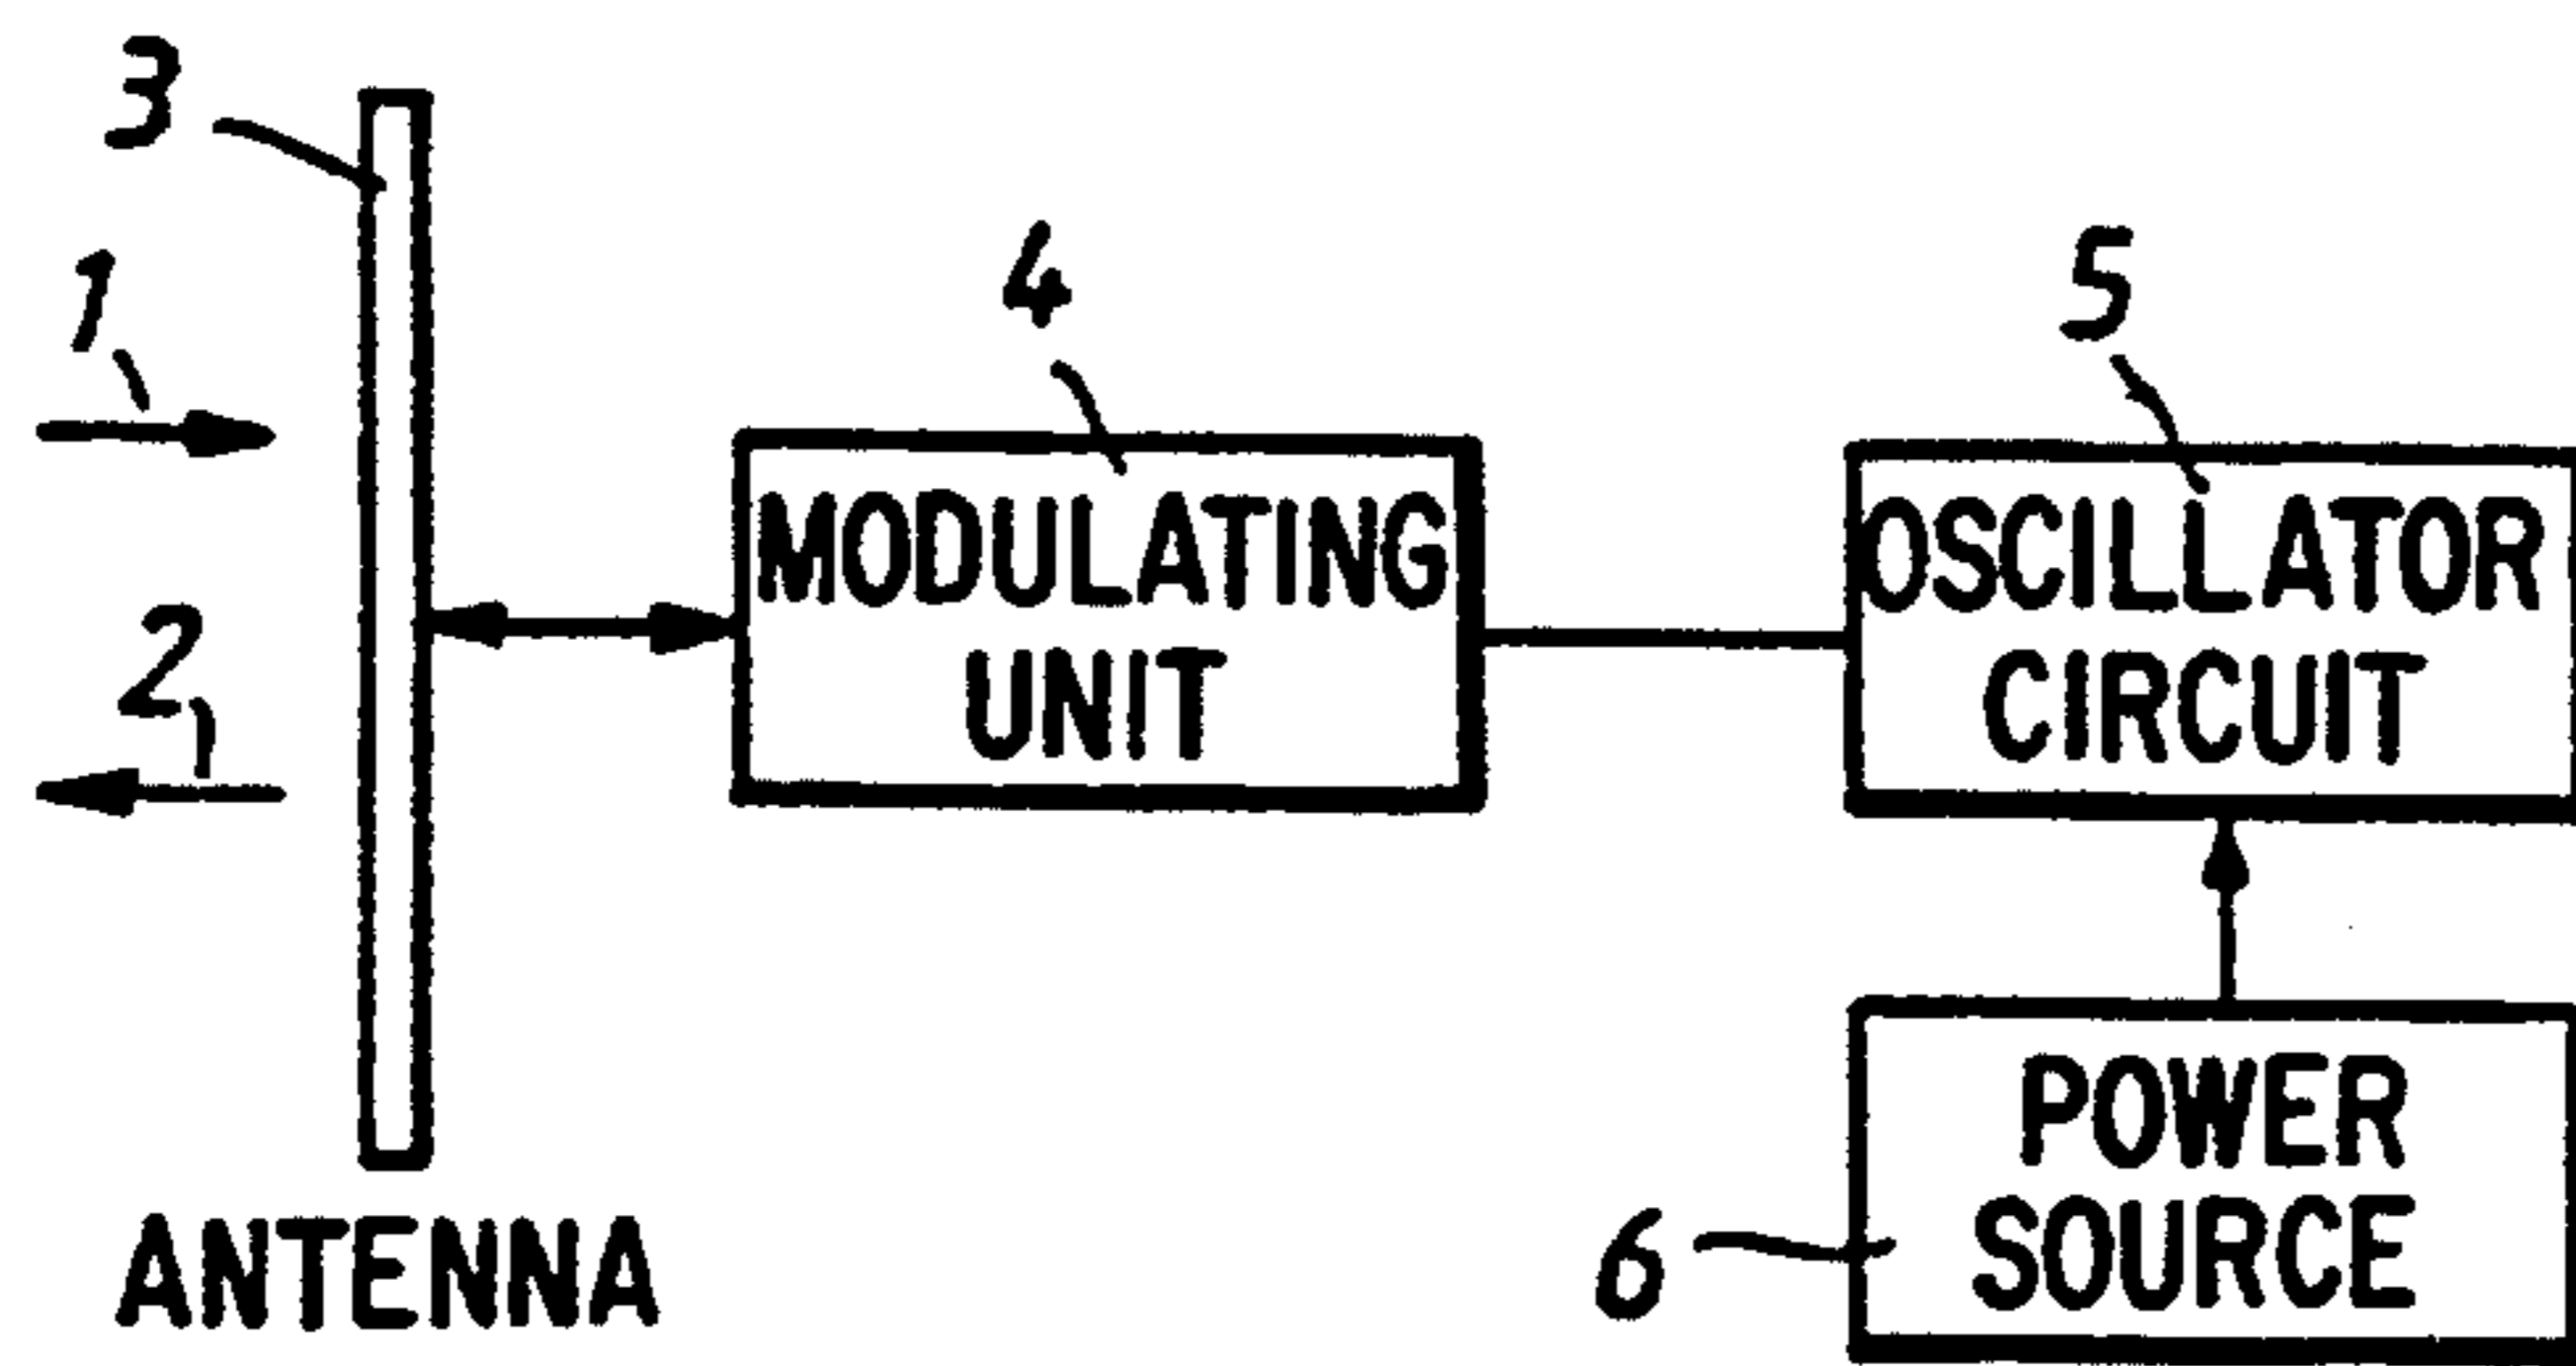 3
1
4
5
MODULATING
UNIT
OSCILLATOR
CIRCUIT
2
POWER
SOURCE
6
ANTENNA